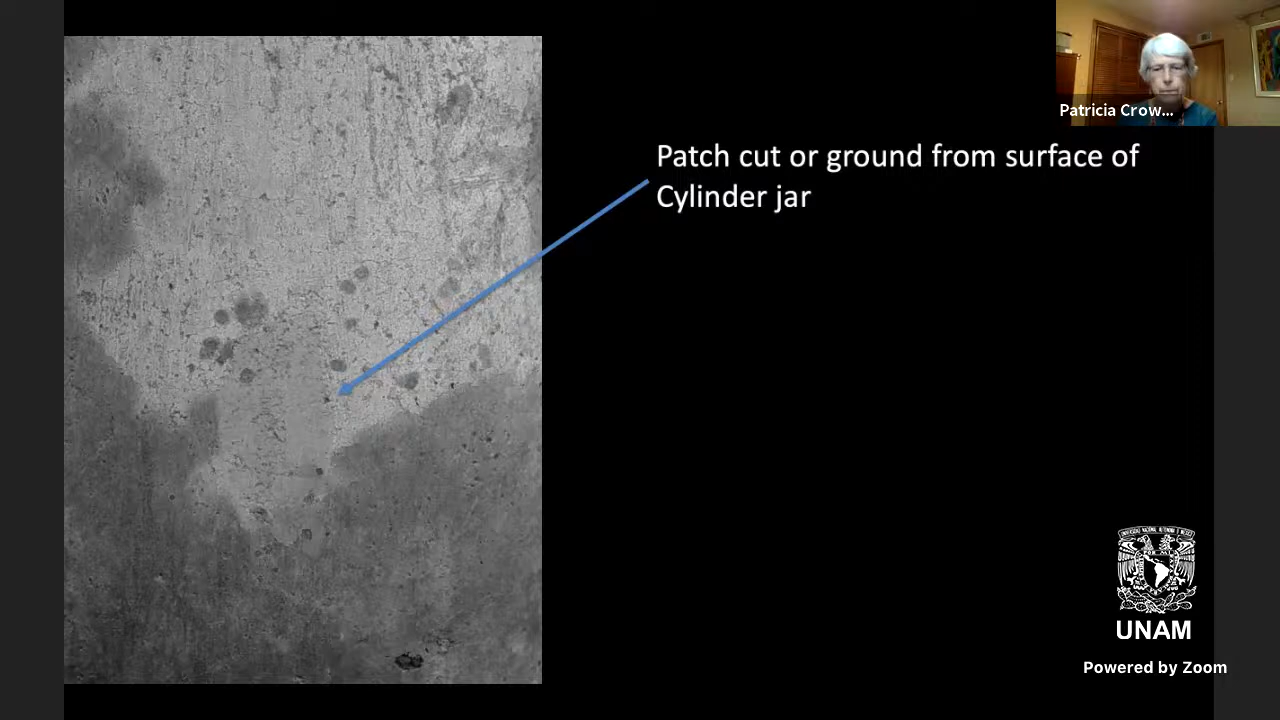 Patricia Crow...
Patch cut or ground from surface of
Cylinder jar
UNAM
Powered by Zoom